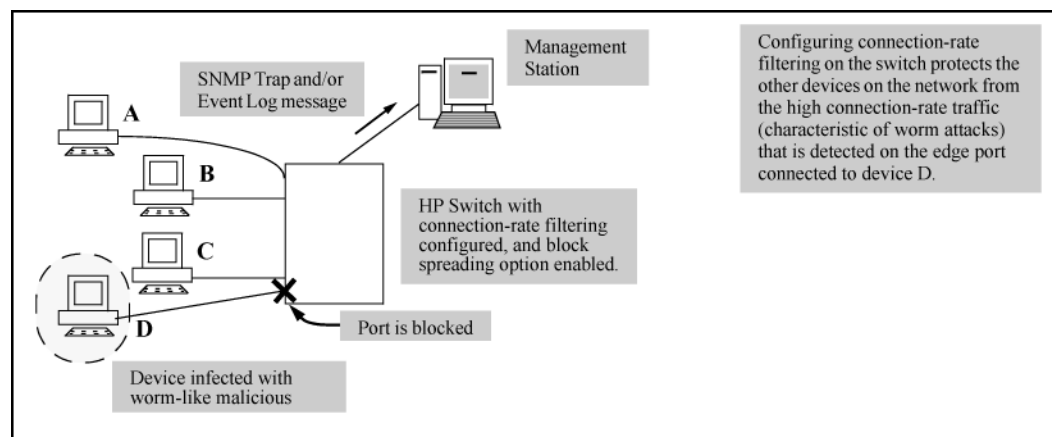 Management
Station
SNMP Trap and/or
Event Log message
Configuring connection-rate
filtering on the switch protects the
other devices on the network from
the high connection-rate traffic
(characteristic of worm attacks)
that is detected on the edge port
connected to device D.
A
B
C
D
HP Switch with
connection-rate filtering
configured, and block
spreading option enabled.
Port is blocked
Device infected with
worm-like malicious